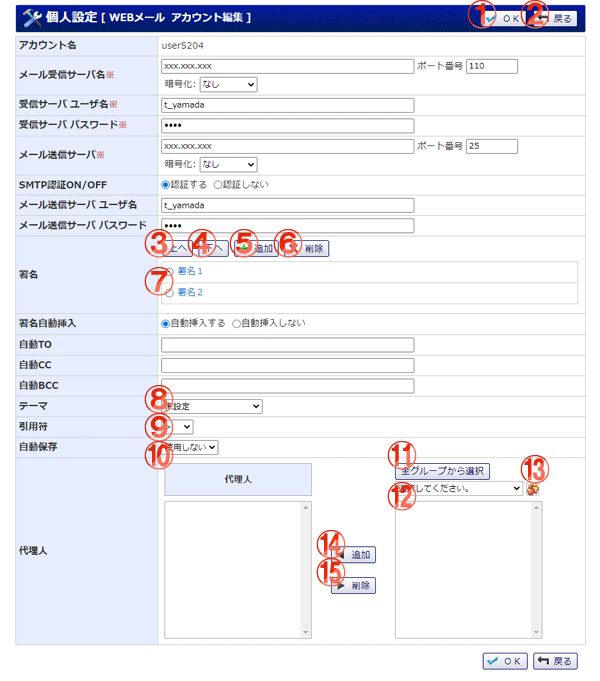 個人設定 [ WEBメール アカウント編集 ]
① ＯＫ ② 戻る
アカウント名 user5204
メール受信サーバ名※ xxx.xxx.xxx ポート番号 110
暗号化: なし
受信サーバ ユーザ名※ t_yamada
受信サーバ パスワード※ ••••
メール送信サーバ※ xxx.xxx.xxx ポート番号 25
暗号化: なし
SMTP認証ON/OFF 認証する 認証しない
メール送信サーバ ユーザ名 t_yamada
メール送信サーバ パスワード ••••
③ 上へ ④ 下へ ⑤ 追加 ⑥ 削除
署名
⑦ 署名１
署名２
署名自動挿入 自動挿入する 自動挿入しない
自動TO
自動CC
自動BCC
テーマ ⑧ 未設定
引用符 ⑨
自動保存 ⑩ 使用しない
代理人
代理人
⑪ 全グループから選択
⑫ 選択してください。 ⑬
⑭ 追加
⑮ 削除
ＯＫ 戻る